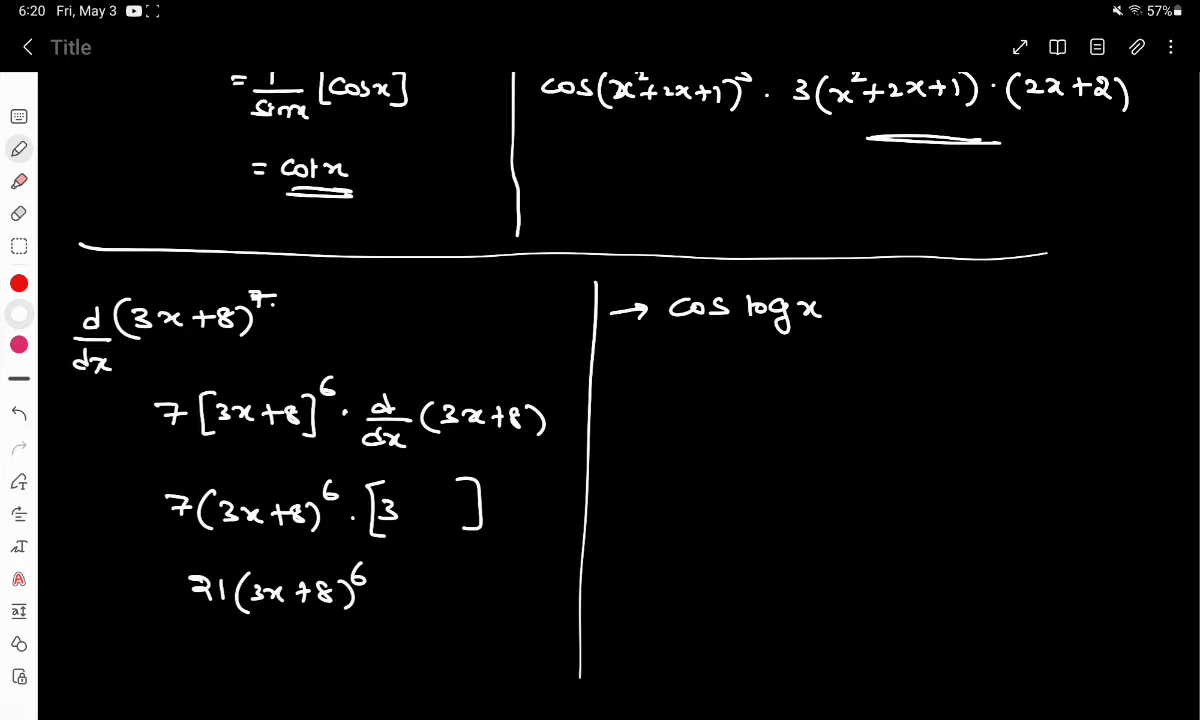 6:20 Fri, May 3 57%
Title
= 1/sinx [cosx]
= cotx
cos(x²+2x+1)³ · 3(x²+2x+1) · (2x+2)
d/dx (3x+8)⁷·
7[3x+8]⁶ · d/dx (3x+8)
7(3x+8)⁶ · [3 ]
21(3x+8)⁶
→ cos log x